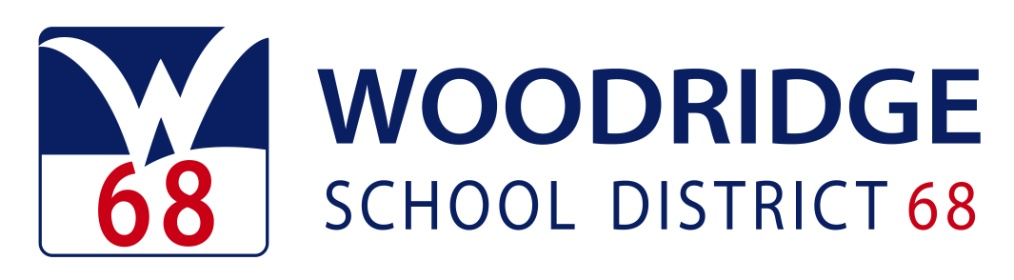 W
68
WOODRIDGE
SCHOOL DISTRICT 68